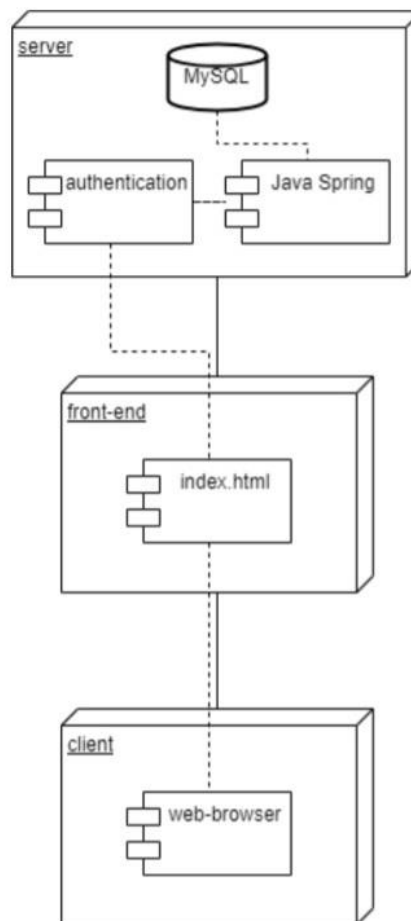 server
MySQL
authentication
Java Spring
front-end
index.html
client
web-browser